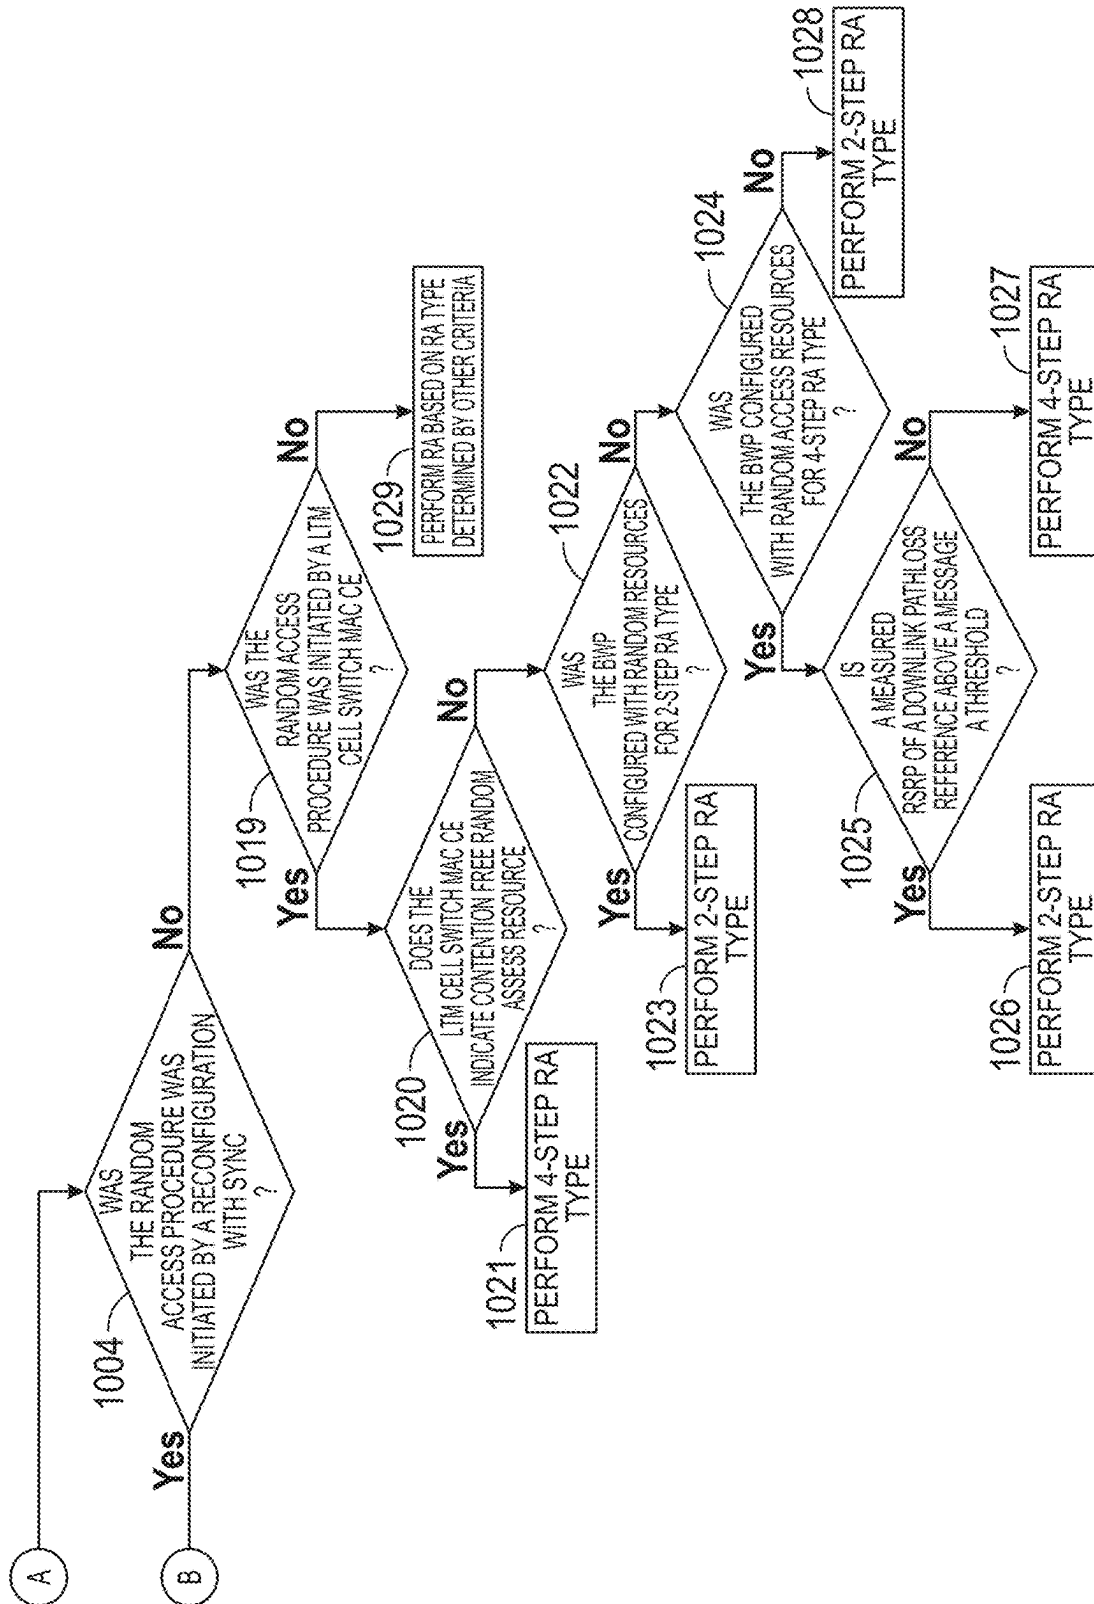 A
B
Yes
1004
WAS
THE RANDOM
ACCESS PROCEDURE WAS
INITIATED BY A RECONFIGURATION
WITH SYNC
?
No
1019
WAS THE
RANDOM ACCESS
PROCEDURE WAS INITIATED BY A LTM
CELL SWITCH MAC CE
?
Yes
No
1029
PERFORM RA BASED ON RA TYPE
DETERMINED BY OTHER CRITERIA
1020
DOES THE
LTM CELL SWITCH MAC CE
INDICATE CONTENTION FREE RANDOM
ASSESS RESOURCE
?
Yes
No
1021
PERFORM 4-STEP RA
TYPE
1022
WAS
THE BWP
CONFIGURED WITH RANDOM RESOURCES
FOR 2-STEP RA TYPE
?
Yes
No
1023
PERFORM 2-STEP RA
TYPE
1024
WAS
THE BWP CONFIGURED
WITH RANDOM ACCESS RESOURCES
FOR 4-STEP RA TYPE
?
Yes
No
1028
PERFORM 2-STEP RA
TYPE
1025
IS
A MEASURED
RSRP OF A DOWNLINK PATHLOSS
REFERENCE ABOVE A MESSAGE
A THRESHOLD
?
Yes
No
1026
PERFORM 2-STEP RA
TYPE
1027
PERFORM 4-STEP RA
TYPE